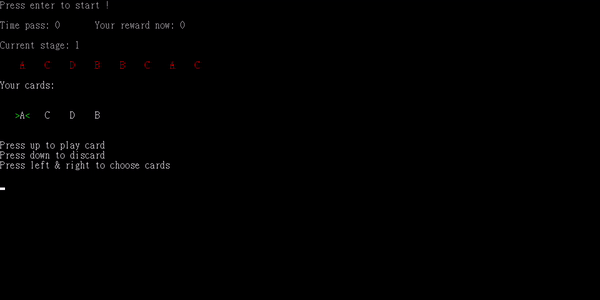 Press enter to start !
Time pass: 0 Your reward now: 0
Current stage: 1
A C D B B C A C
Your cards:
>A< C D B
Press up to play card
Press down to discard
Press left & right to choose cards